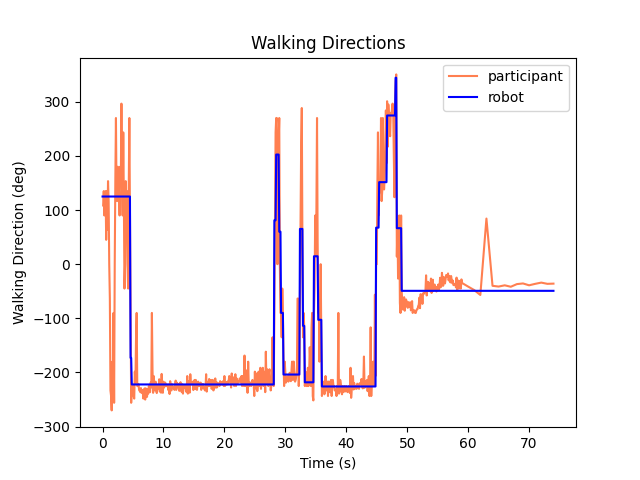 Walking Directions
participant
robot
Walking Direction (deg)
300
200
100
0
−100
−200
−300
0 10 20 30 40 50 60 70
Time (s)